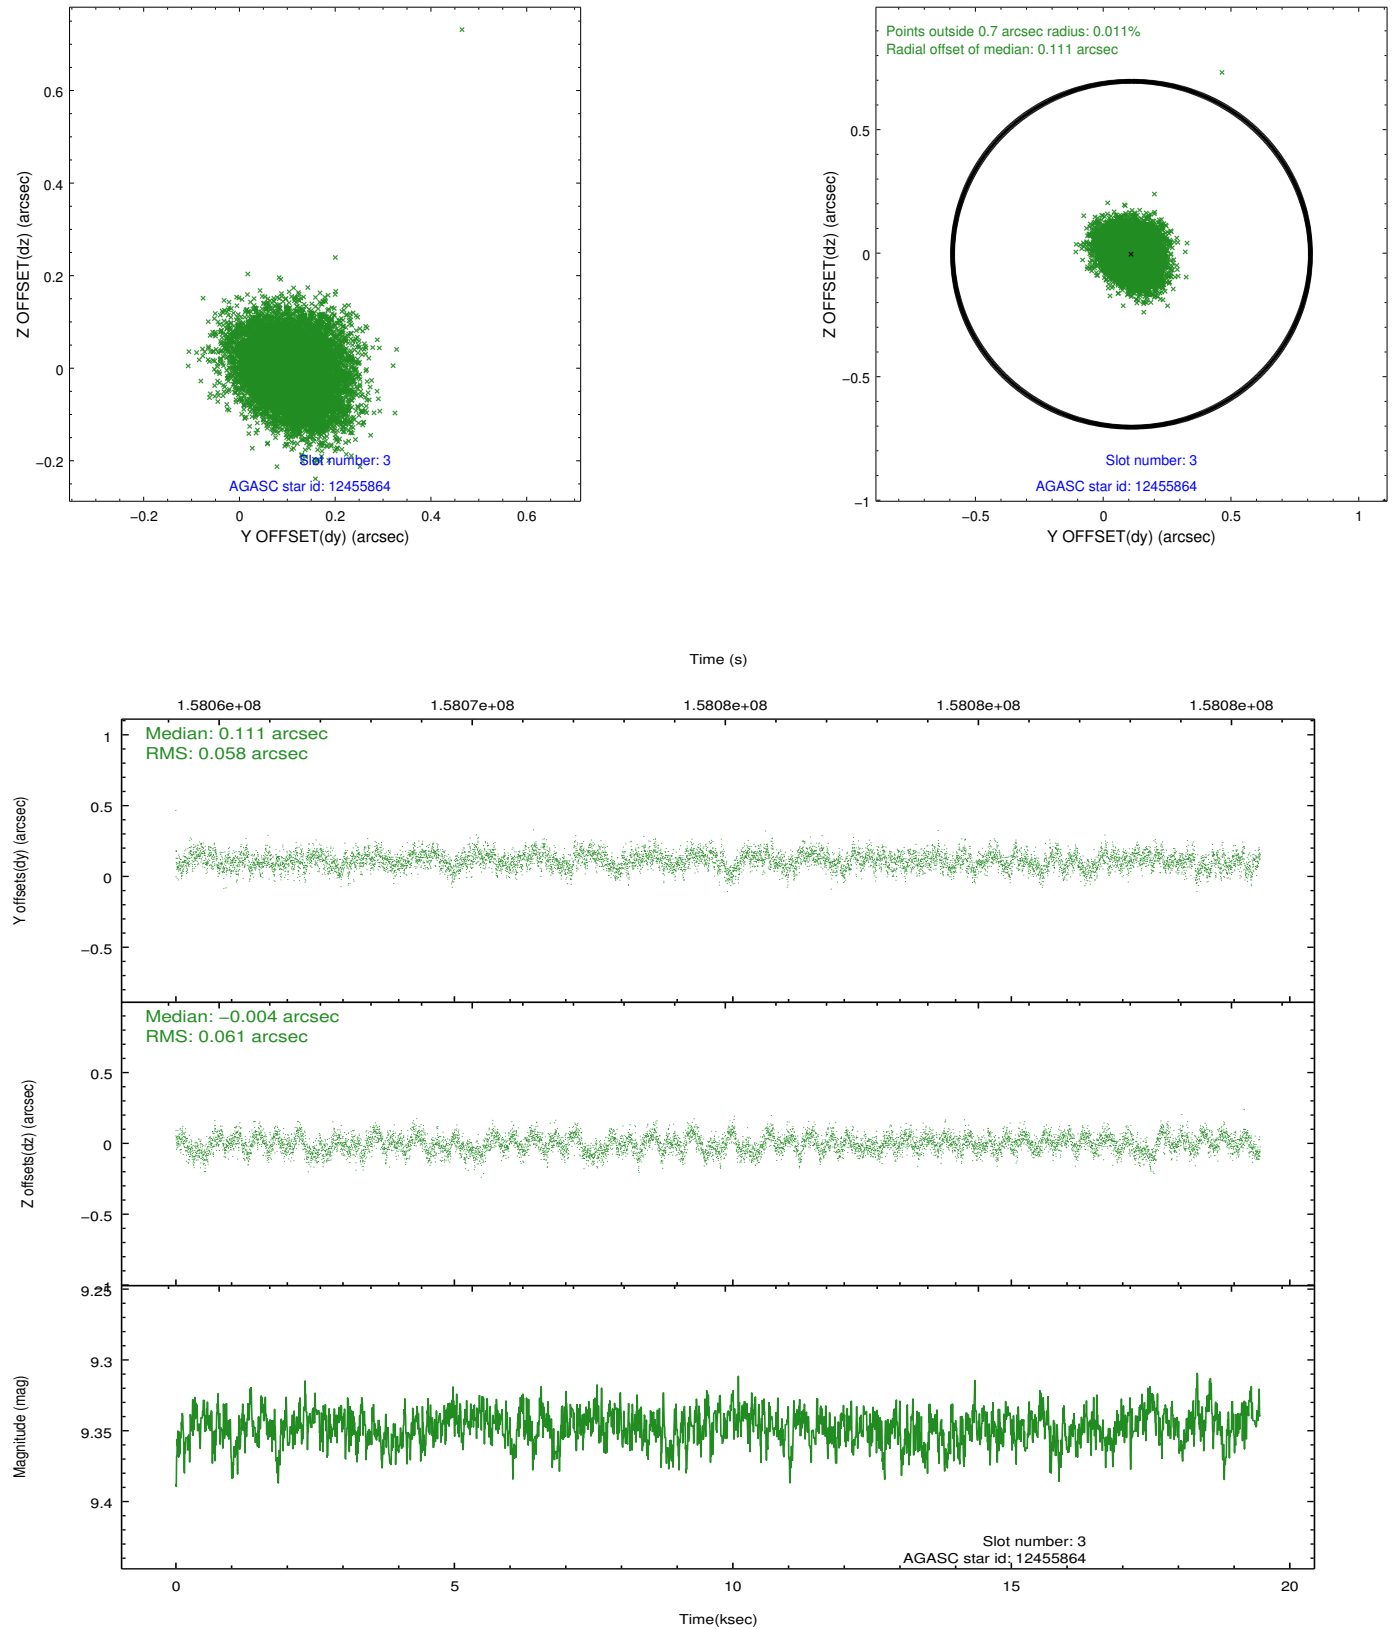 0.6
0.4
0.2
0
−0.2
Z OFFSET(dz) (arcsec)
Slot number: 3
AGASC star id: 12455864
−0.2 0 0.2 0.4 0.6
Y OFFSET(dy) (arcsec)
Points outside 0.7 arcsec radius: 0.011%
Radial offset of median: 0.111 arcsec
0.5
0
−0.5
−1
Z OFFSET(dz) (arcsec)
Slot number: 3
AGASC star id: 12455864
−0.5 0 0.5 1
Y OFFSET(dy) (arcsec)
Time (s)
1.5806e+08 1.5807e+08 1.5808e+08 1.5808e+08 1.5808e+08
Median: 0.111 arcsec
RMS: 0.058 arcsec
1
0.5
0
−0.5
Y offsets(dy) (arcsec)
Median: −0.004 arcsec
RMS: 0.061 arcsec
0.5
0
−0.5
−1
Z offsets(dz) (arcsec)
9.25
9.3
9.35
9.4
Magnitude (mag)
Slot number: 3
AGASC star id: 12455864
0 5 10 15 20
Time(ksec)